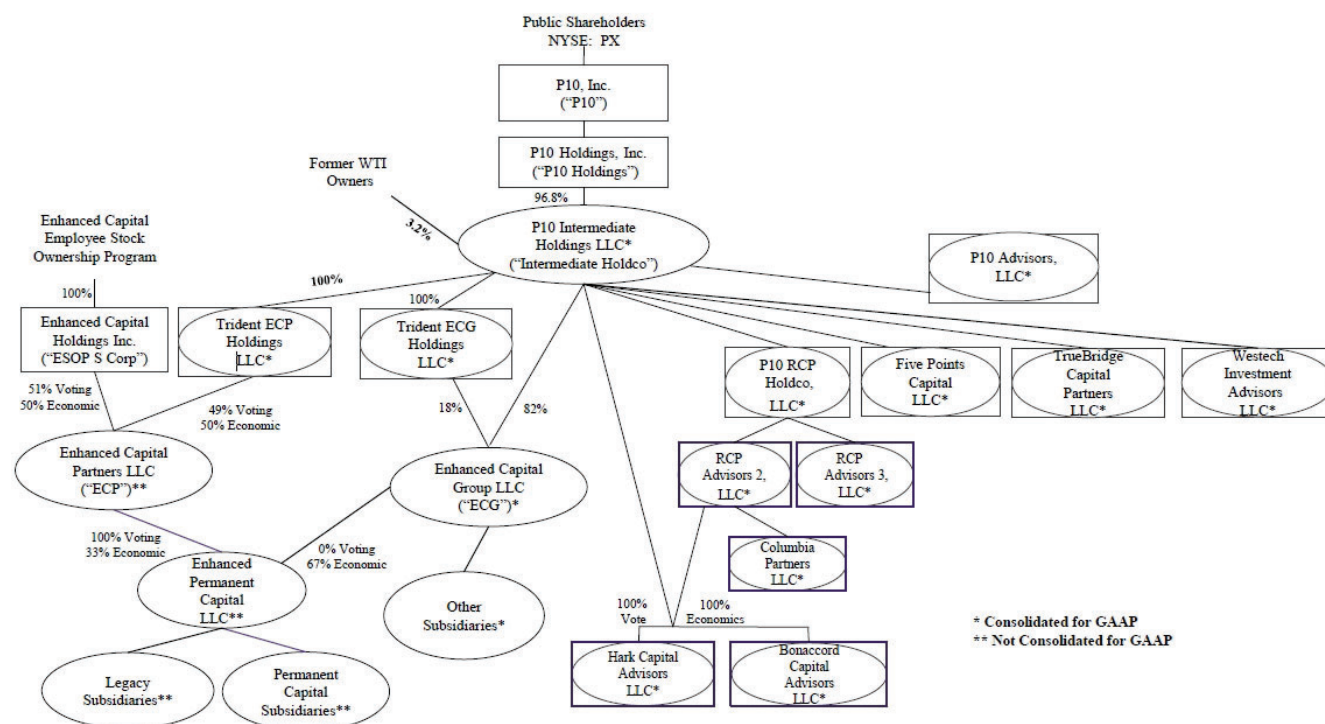 Public Shareholders
NYSE: PX
P10, Inc.
(“P10”)
P10 Holdings, Inc.
(“P10 Holdings”)
96.8%
Former WTI
Owners
3.2%
P10 Intermediate
Holdings LLC*
(“Intermediate Holdco”)
P10 Advisors,
LLC*
Enhanced Capital
Employee Stock
Ownership Program
100%
100%
100%
Enhanced Capital
Holdings Inc.
(“ESOP S Corp”)
Trident ECP
Holdings
LLC*
Trident ECG
Holdings
LLC*
P10 RCP
Holdco,
LLC*
Five Points
Capital
LLC*
TrueBridge
Capital
Partners
LLC*
Westech
Investment
Advisors
LLC*
51% Voting
50% Economic
49% Voting
50% Economic
18%
82%
Enhanced Capital
Partners LLC
(“ECP”)**
Enhanced Capital
Group LLC
(“ECG”)*
RCP
Advisors 2,
LLC*
RCP
Advisors 3,
LLC*
100% Voting
33% Economic
0% Voting
67% Economic
Columbia
Partners
LLC*
Enhanced
Permanent
Capital
LLC**
Other
Subsidiaries*
100%
Vote
100%
Economics
Hark Capital
Advisors
LLC*
Bonaccord
Capital
Advisors
LLC*
Legacy
Subsidiaries**
Permanent
Capital
Subsidiaries**
* Consolidated for GAAP
** Not Consolidated for GAAP